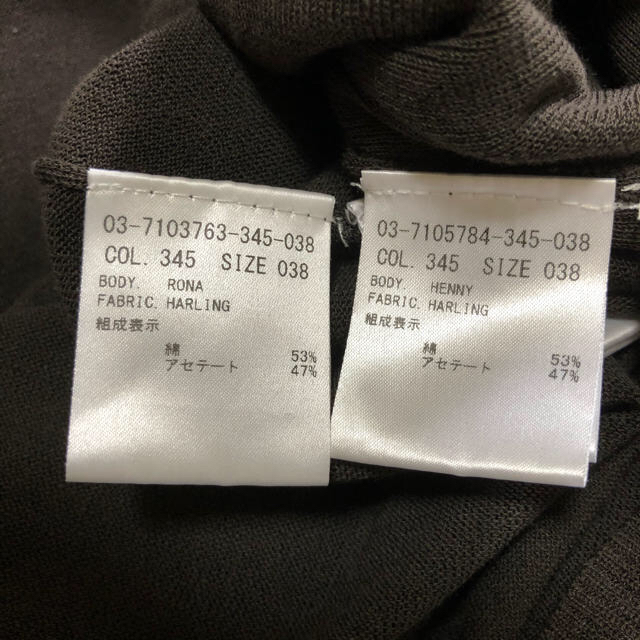 03-7103763-345-038
COL. 345 SIZE 038
BODY. RONA
FABRIC. HARLING
組成表示
綿 53%
アセテート 47%
03-7105784-345-038
COL. 345 SIZE 038
BODY. HENNY
FABRIC. HARLING
組成表示
綿 53%
アセテート 47%